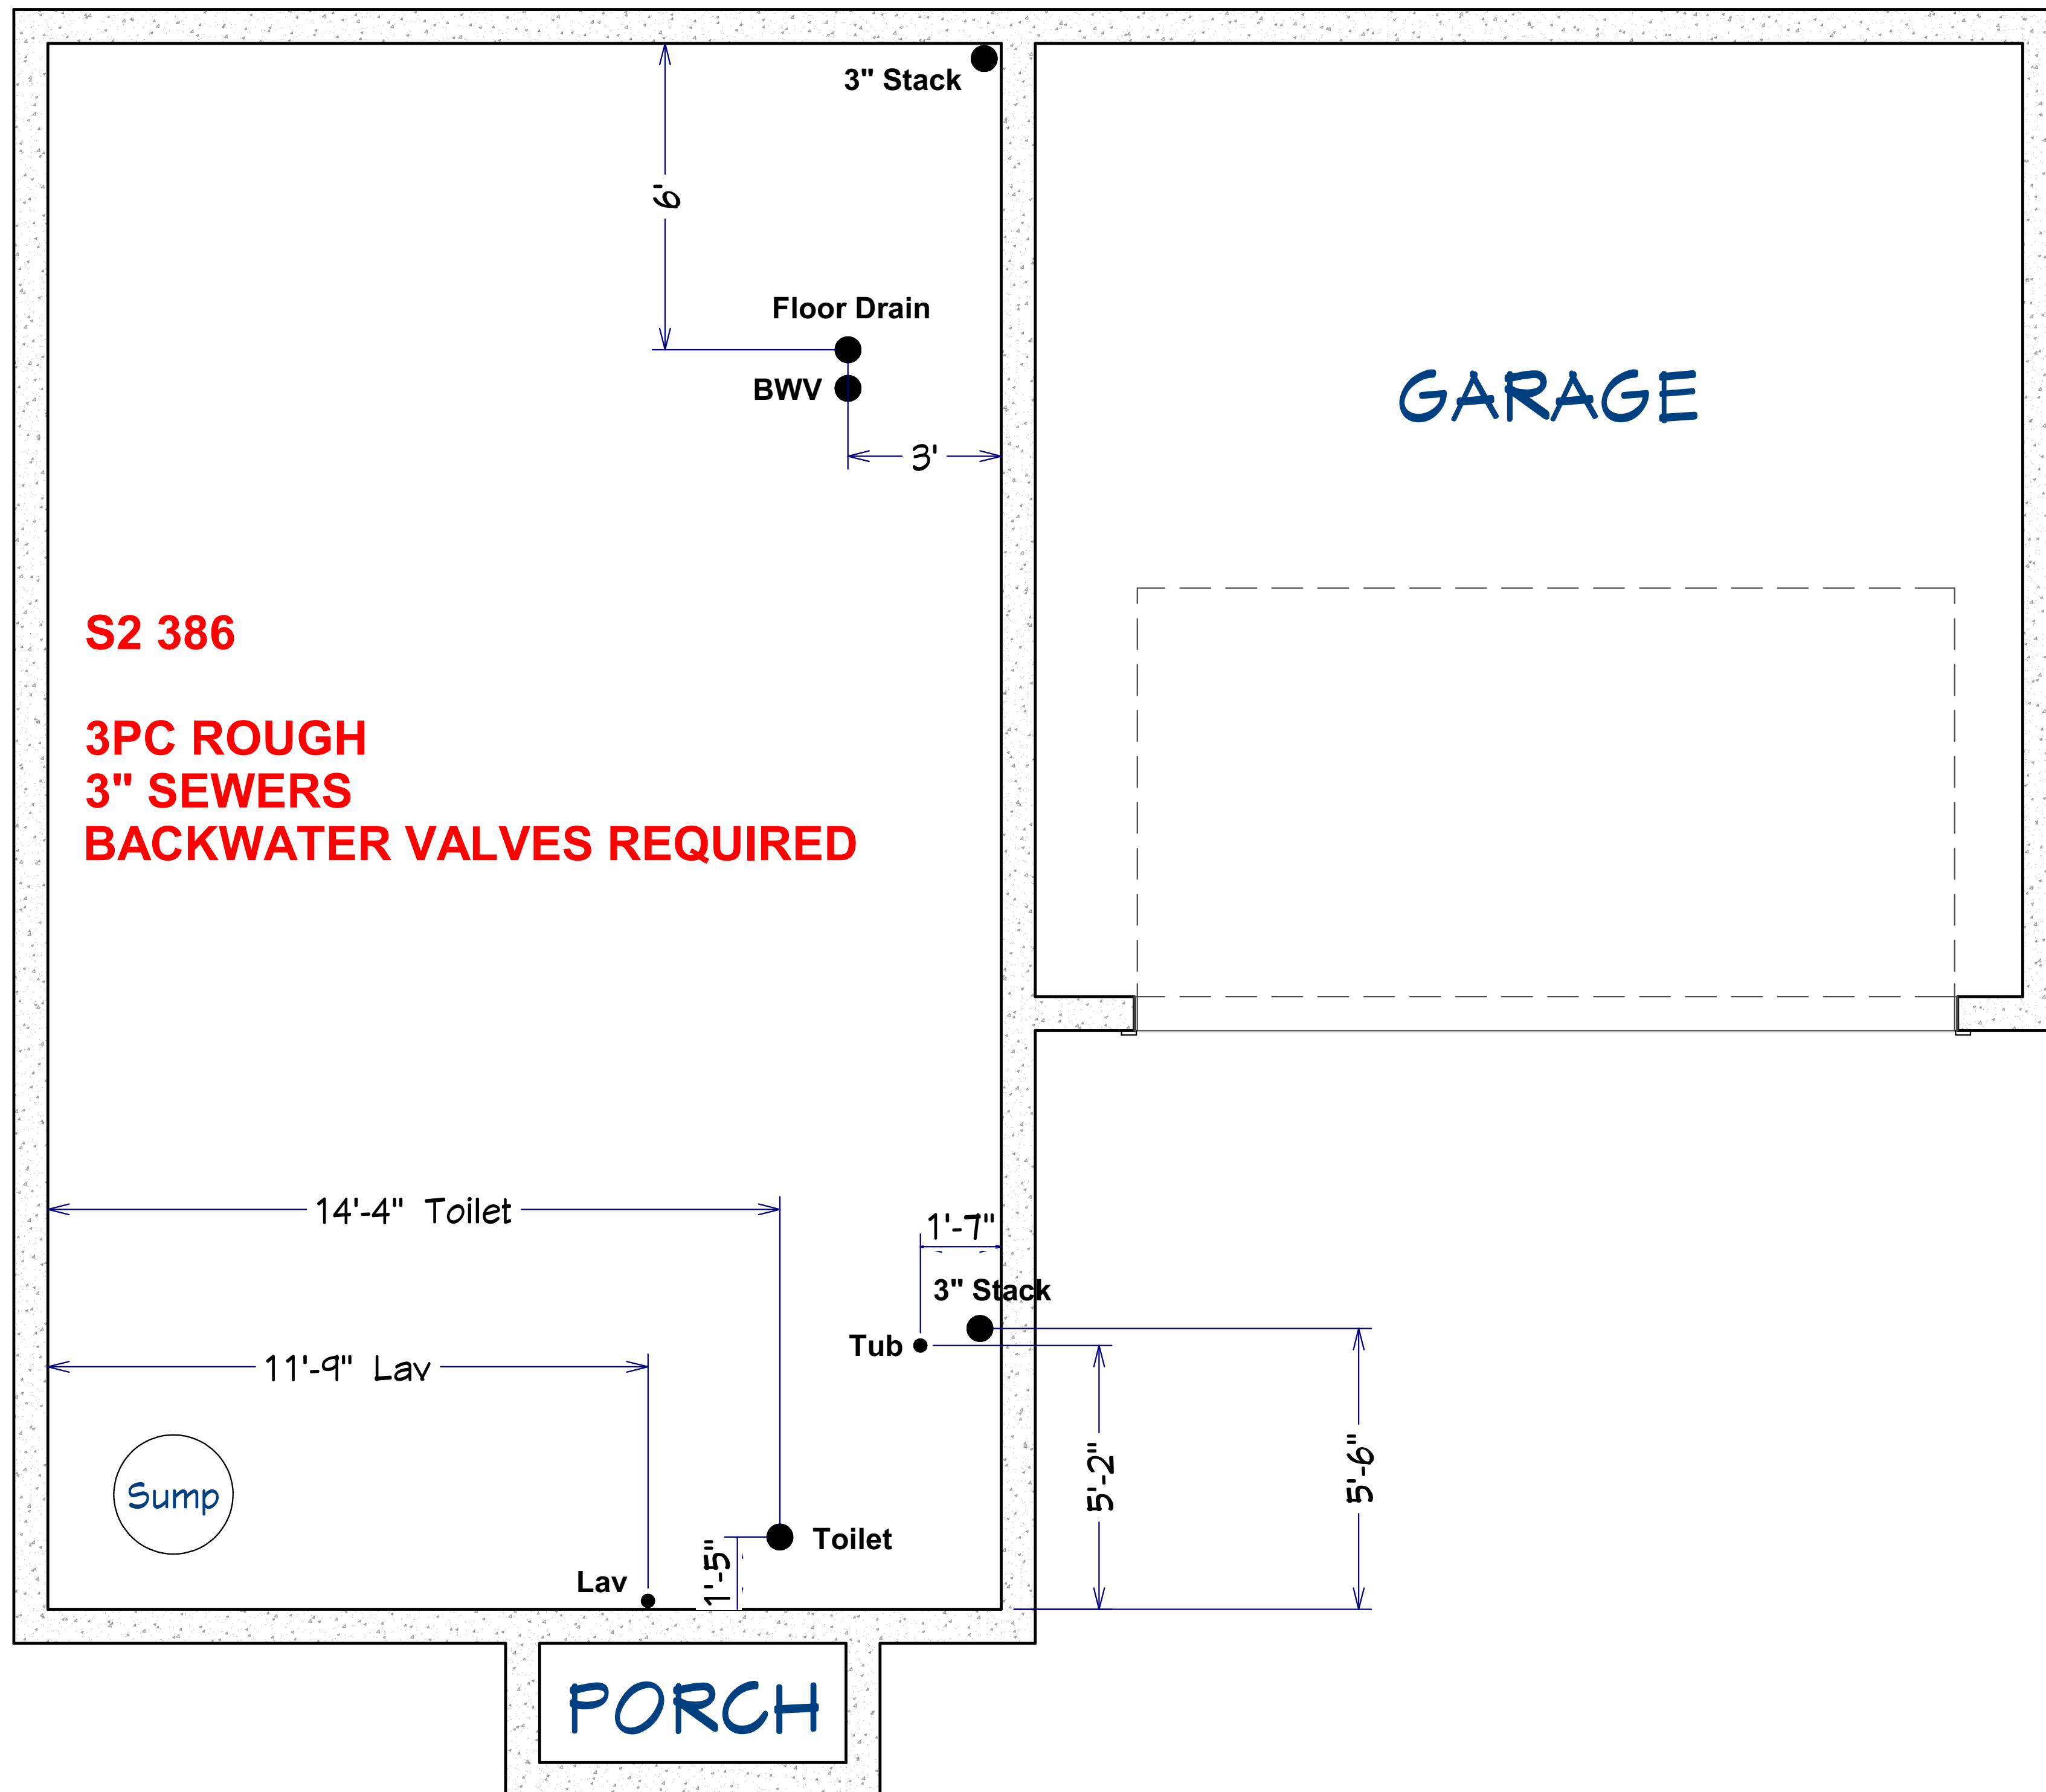 3" Stack
6'
Floor Drain
BWV
3'
GARAGE
S2 386
3PC ROUGH
3" SEWERS
BACKWATER VALVES REQUIRED
14'-4" Toilet
1'-7"
3" Stack
Tub
11'-9" Lav
5'-2"
5'-6"
Sump
Toilet
1'-5"
Lav
PORCH